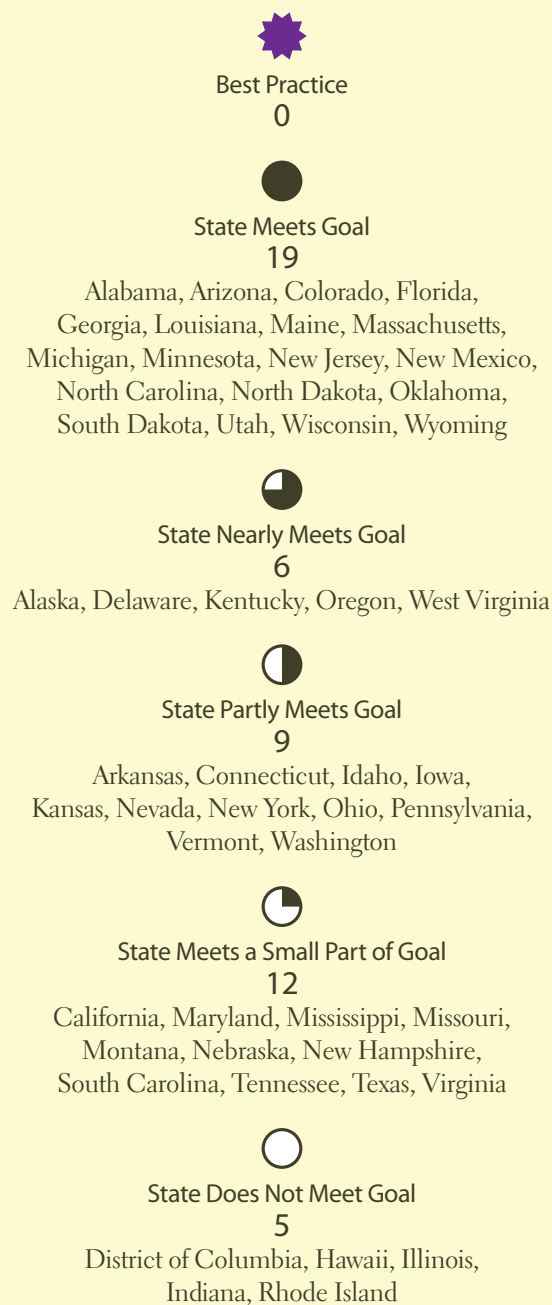 Best Practice
0
State Meets Goal
19
Alabama, Arizona, Colorado, Florida,
Georgia, Louisiana, Maine, Massachusetts,
Michigan, Minnesota, New Jersey, New Mexico,
North Carolina, North Dakota, Oklahoma,
South Dakota, Utah, Wisconsin, Wyoming
State Nearly Meets Goal
6
Alaska, Delaware, Kentucky, Oregon, West Virginia
State Partly Meets Goal
9
Arkansas, Connecticut, Idaho, Iowa,
Kansas, Nevada, New York, Ohio, Pennsylvania,
Vermont, Washington
State Meets a Small Part of Goal
12
California, Maryland, Mississippi, Missouri,
Montana, Nebraska, New Hampshire,
South Carolina, Tennessee, Texas, Virginia
State Does Not Meet Goal
5
District of Columbia, Hawaii, Illinois,
Indiana, Rhode Island